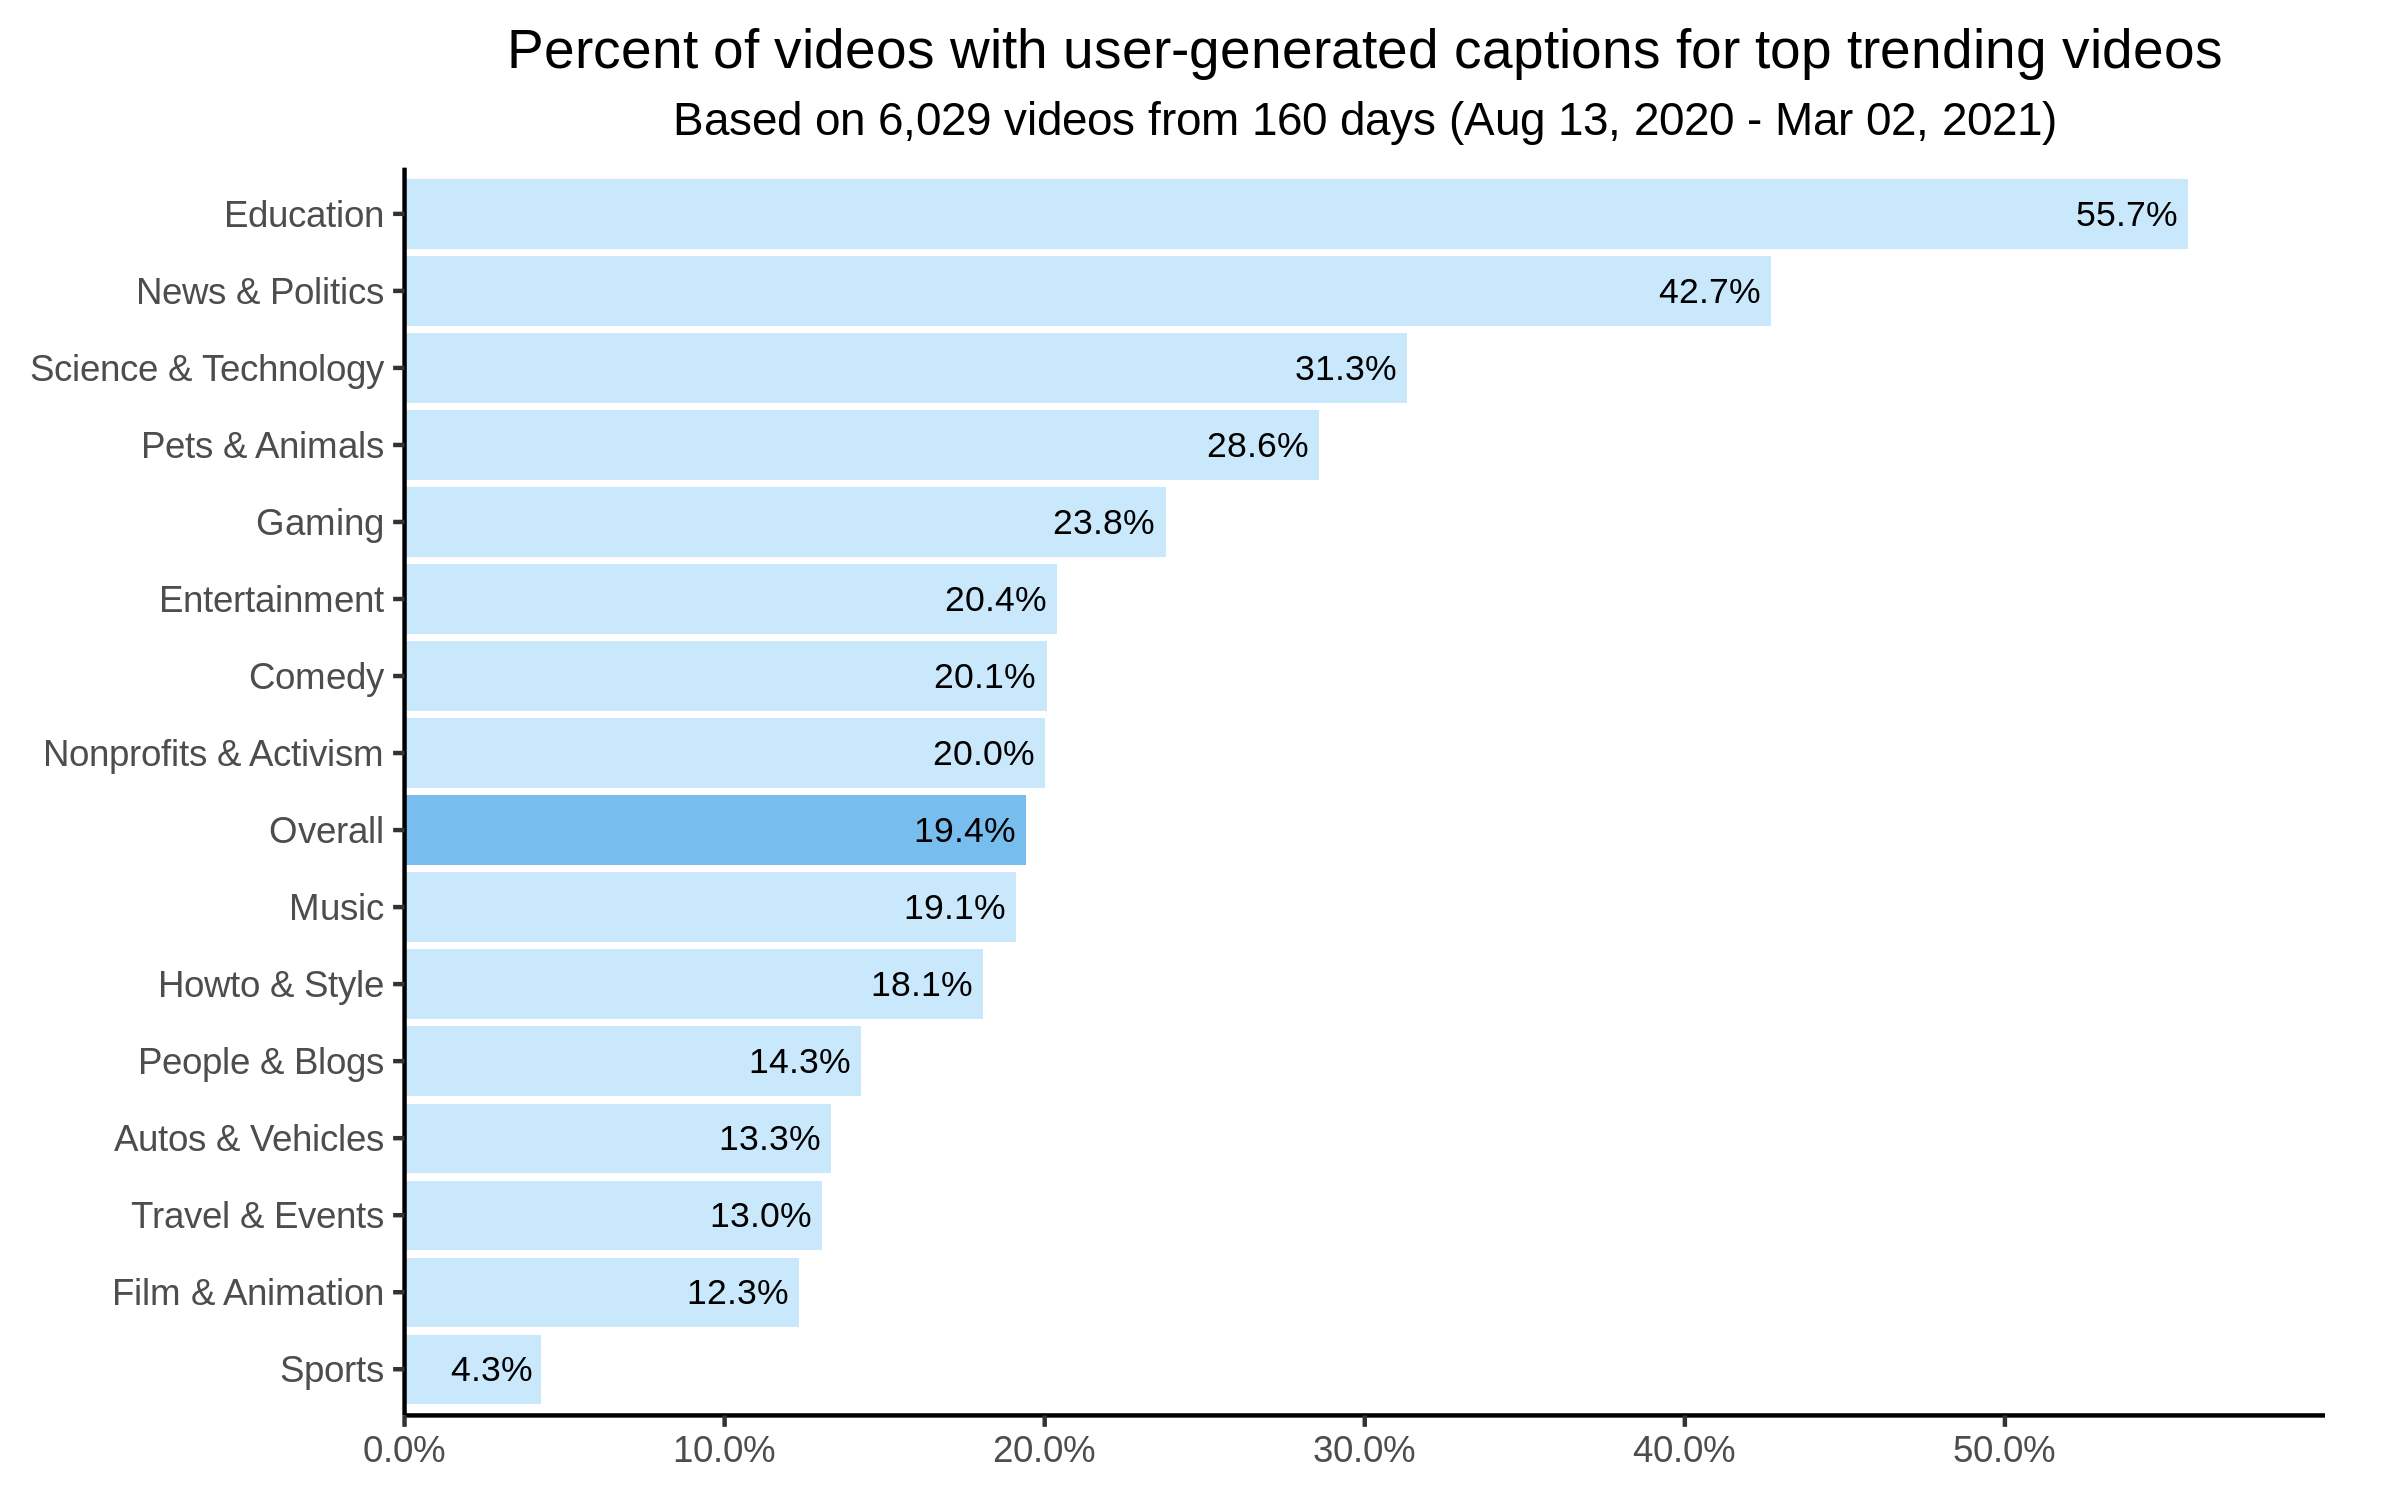 Percent of videos with user-generated captions for top trending videos
Based on 6,029 videos from 160 days (Aug 13, 2020 - Mar 02, 2021)
Education 55.7%
News & Politics 42.7%
Science & Technology 31.3%
Pets & Animals 28.6%
Gaming 23.8%
Entertainment 20.4%
Comedy 20.1%
Nonprofits & Activism 20.0%
Overall 19.4%
Music 19.1%
Howto & Style 18.1%
People & Blogs 14.3%
Autos & Vehicles 13.3%
Travel & Events 13.0%
Film & Animation 12.3%
Sports 4.3%
0.0% 10.0% 20.0% 30.0% 40.0% 50.0%